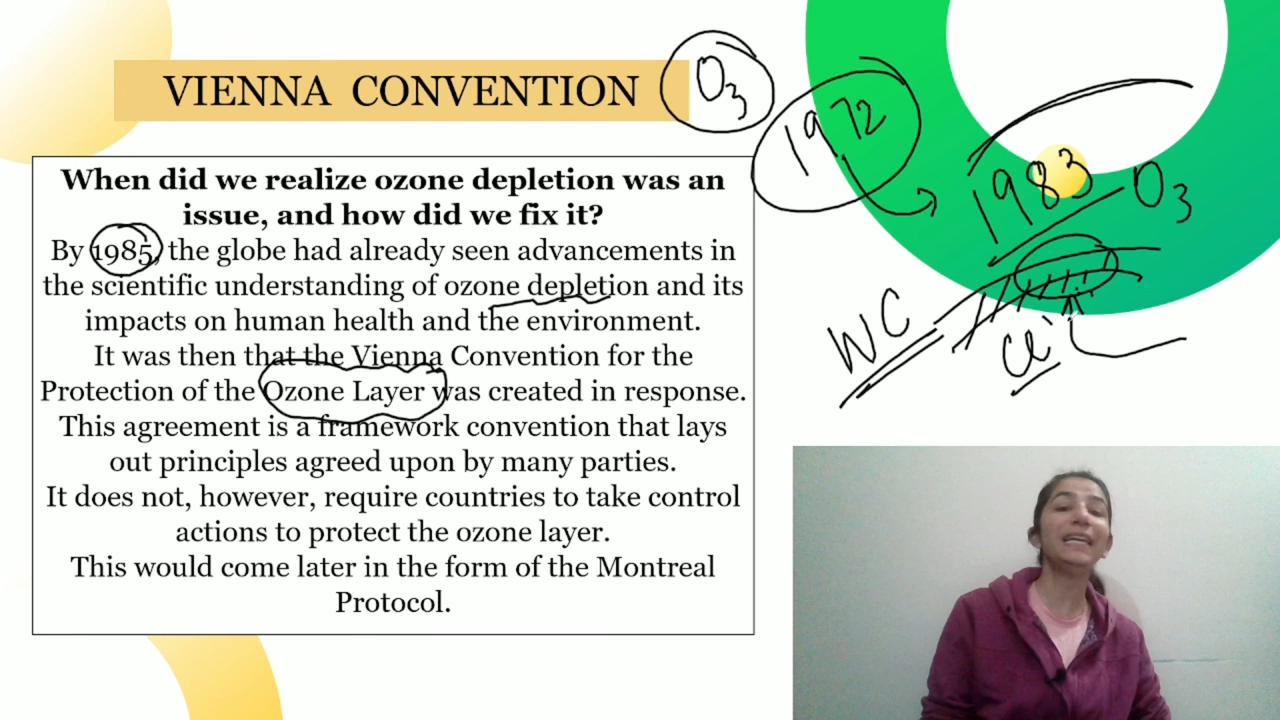 VIENNA CONVENTION
O3
1972
1983
O3
When did we realize ozone depletion was an
issue, and how did we fix it?
By 1985, the globe had already seen advancements in
the scientific understanding of ozone depletion and its
impacts on human health and the environment.
It was then that the Vienna Convention for the
Protection of the Ozone Layer was created in response.
This agreement is a framework convention that lays
out principles agreed upon by many parties.
It does not, however, require countries to take control
actions to protect the ozone layer.
This would come later in the form of the Montreal
Protocol.